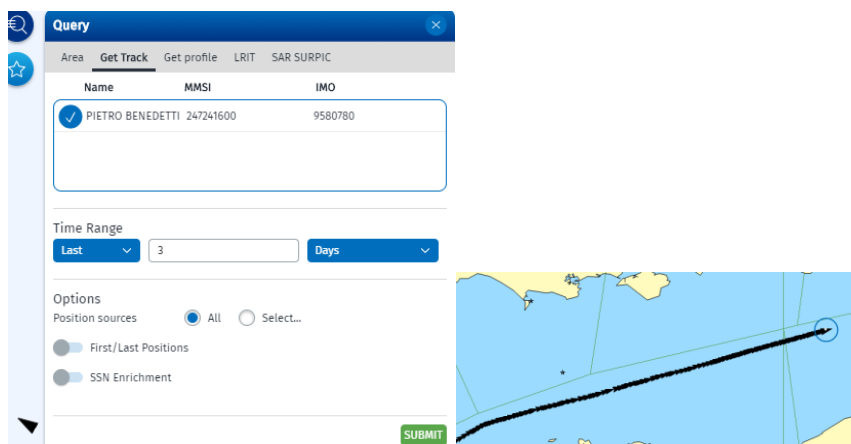 Query
Area Get Track Get profile LRIT SAR SURPIC
Name MMSI IMO
PIETRO BENEDETTI 247241600 9580780
Time Range
Last 3 Days
Options
Position sources All Select...
First/Last Positions
SSN Enrichment
SUBMIT